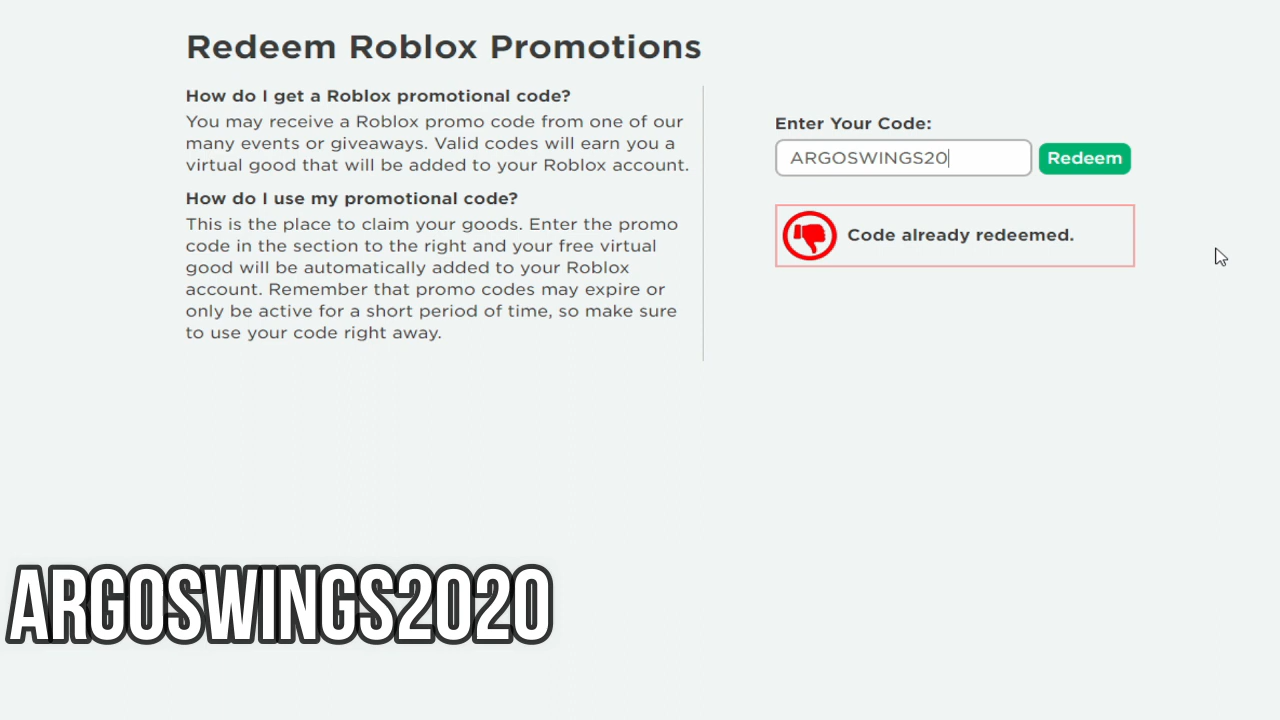 Redeem Roblox Promotions
How do I get a Roblox promotional code?
You may receive a Roblox promo code from one of our
many events or giveaways. Valid codes will earn you a
virtual good that will be added to your Roblox account.
How do I use my promotional code?
This is the place to claim your goods. Enter the promo
code in the section to the right and your free virtual
good will be automatically added to your Roblox
account. Remember that promo codes may expire or
only be active for a short period of time, so make sure
to use your code right away.
Enter Your Code:
ARGOSWINGS20
Redeem
Code already redeemed.
ARGOSWINGS2020